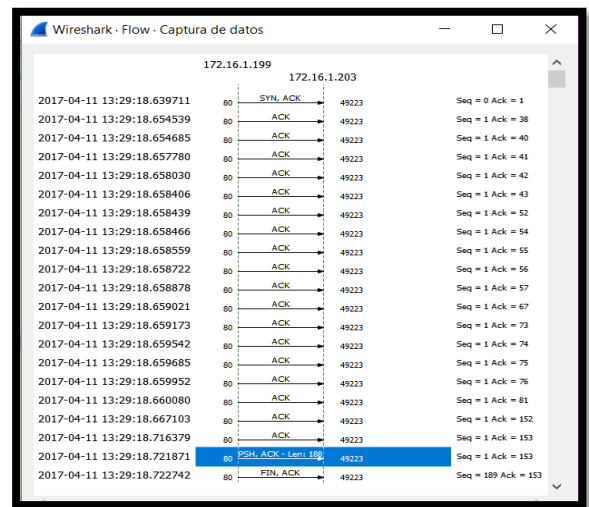 Wireshark · Flow · Captura de datos
172.16.1.199
172.16.1.203
2017-04-11 13:29:18.639711 80 SYN, ACK 49223 Seq = 0 Ack = 1
2017-04-11 13:29:18.654539 80 ACK 49223 Seq = 1 Ack = 38
2017-04-11 13:29:18.654685 80 ACK 49223 Seq = 1 Ack = 40
2017-04-11 13:29:18.657780 80 ACK 49223 Seq = 1 Ack = 41
2017-04-11 13:29:18.658030 80 ACK 49223 Seq = 1 Ack = 42
2017-04-11 13:29:18.658406 80 ACK 49223 Seq = 1 Ack = 43
2017-04-11 13:29:18.658439 80 ACK 49223 Seq = 1 Ack = 52
2017-04-11 13:29:18.658466 80 ACK 49223 Seq = 1 Ack = 54
2017-04-11 13:29:18.658559 80 ACK 49223 Seq = 1 Ack = 55
2017-04-11 13:29:18.658722 80 ACK 49223 Seq = 1 Ack = 56
2017-04-11 13:29:18.658878 80 ACK 49223 Seq = 1 Ack = 57
2017-04-11 13:29:18.659021 80 ACK 49223 Seq = 1 Ack = 67
2017-04-11 13:29:18.659173 80 ACK 49223 Seq = 1 Ack = 73
2017-04-11 13:29:18.659542 80 ACK 49223 Seq = 1 Ack = 74
2017-04-11 13:29:18.659685 80 ACK 49223 Seq = 1 Ack = 75
2017-04-11 13:29:18.659952 80 ACK 49223 Seq = 1 Ack = 76
2017-04-11 13:29:18.660080 80 ACK 49223 Seq = 1 Ack = 81
2017-04-11 13:29:18.667103 80 ACK 49223 Seq = 1 Ack = 152
2017-04-11 13:29:18.716379 80 ACK 49223 Seq = 1 Ack = 153
2017-04-11 13:29:18.721871 80 PSH, ACK - Len: 188 49223 Seq = 1 Ack = 153
2017-04-11 13:29:18.722742 80 FIN, ACK 49223 Seq = 189 Ack = 153